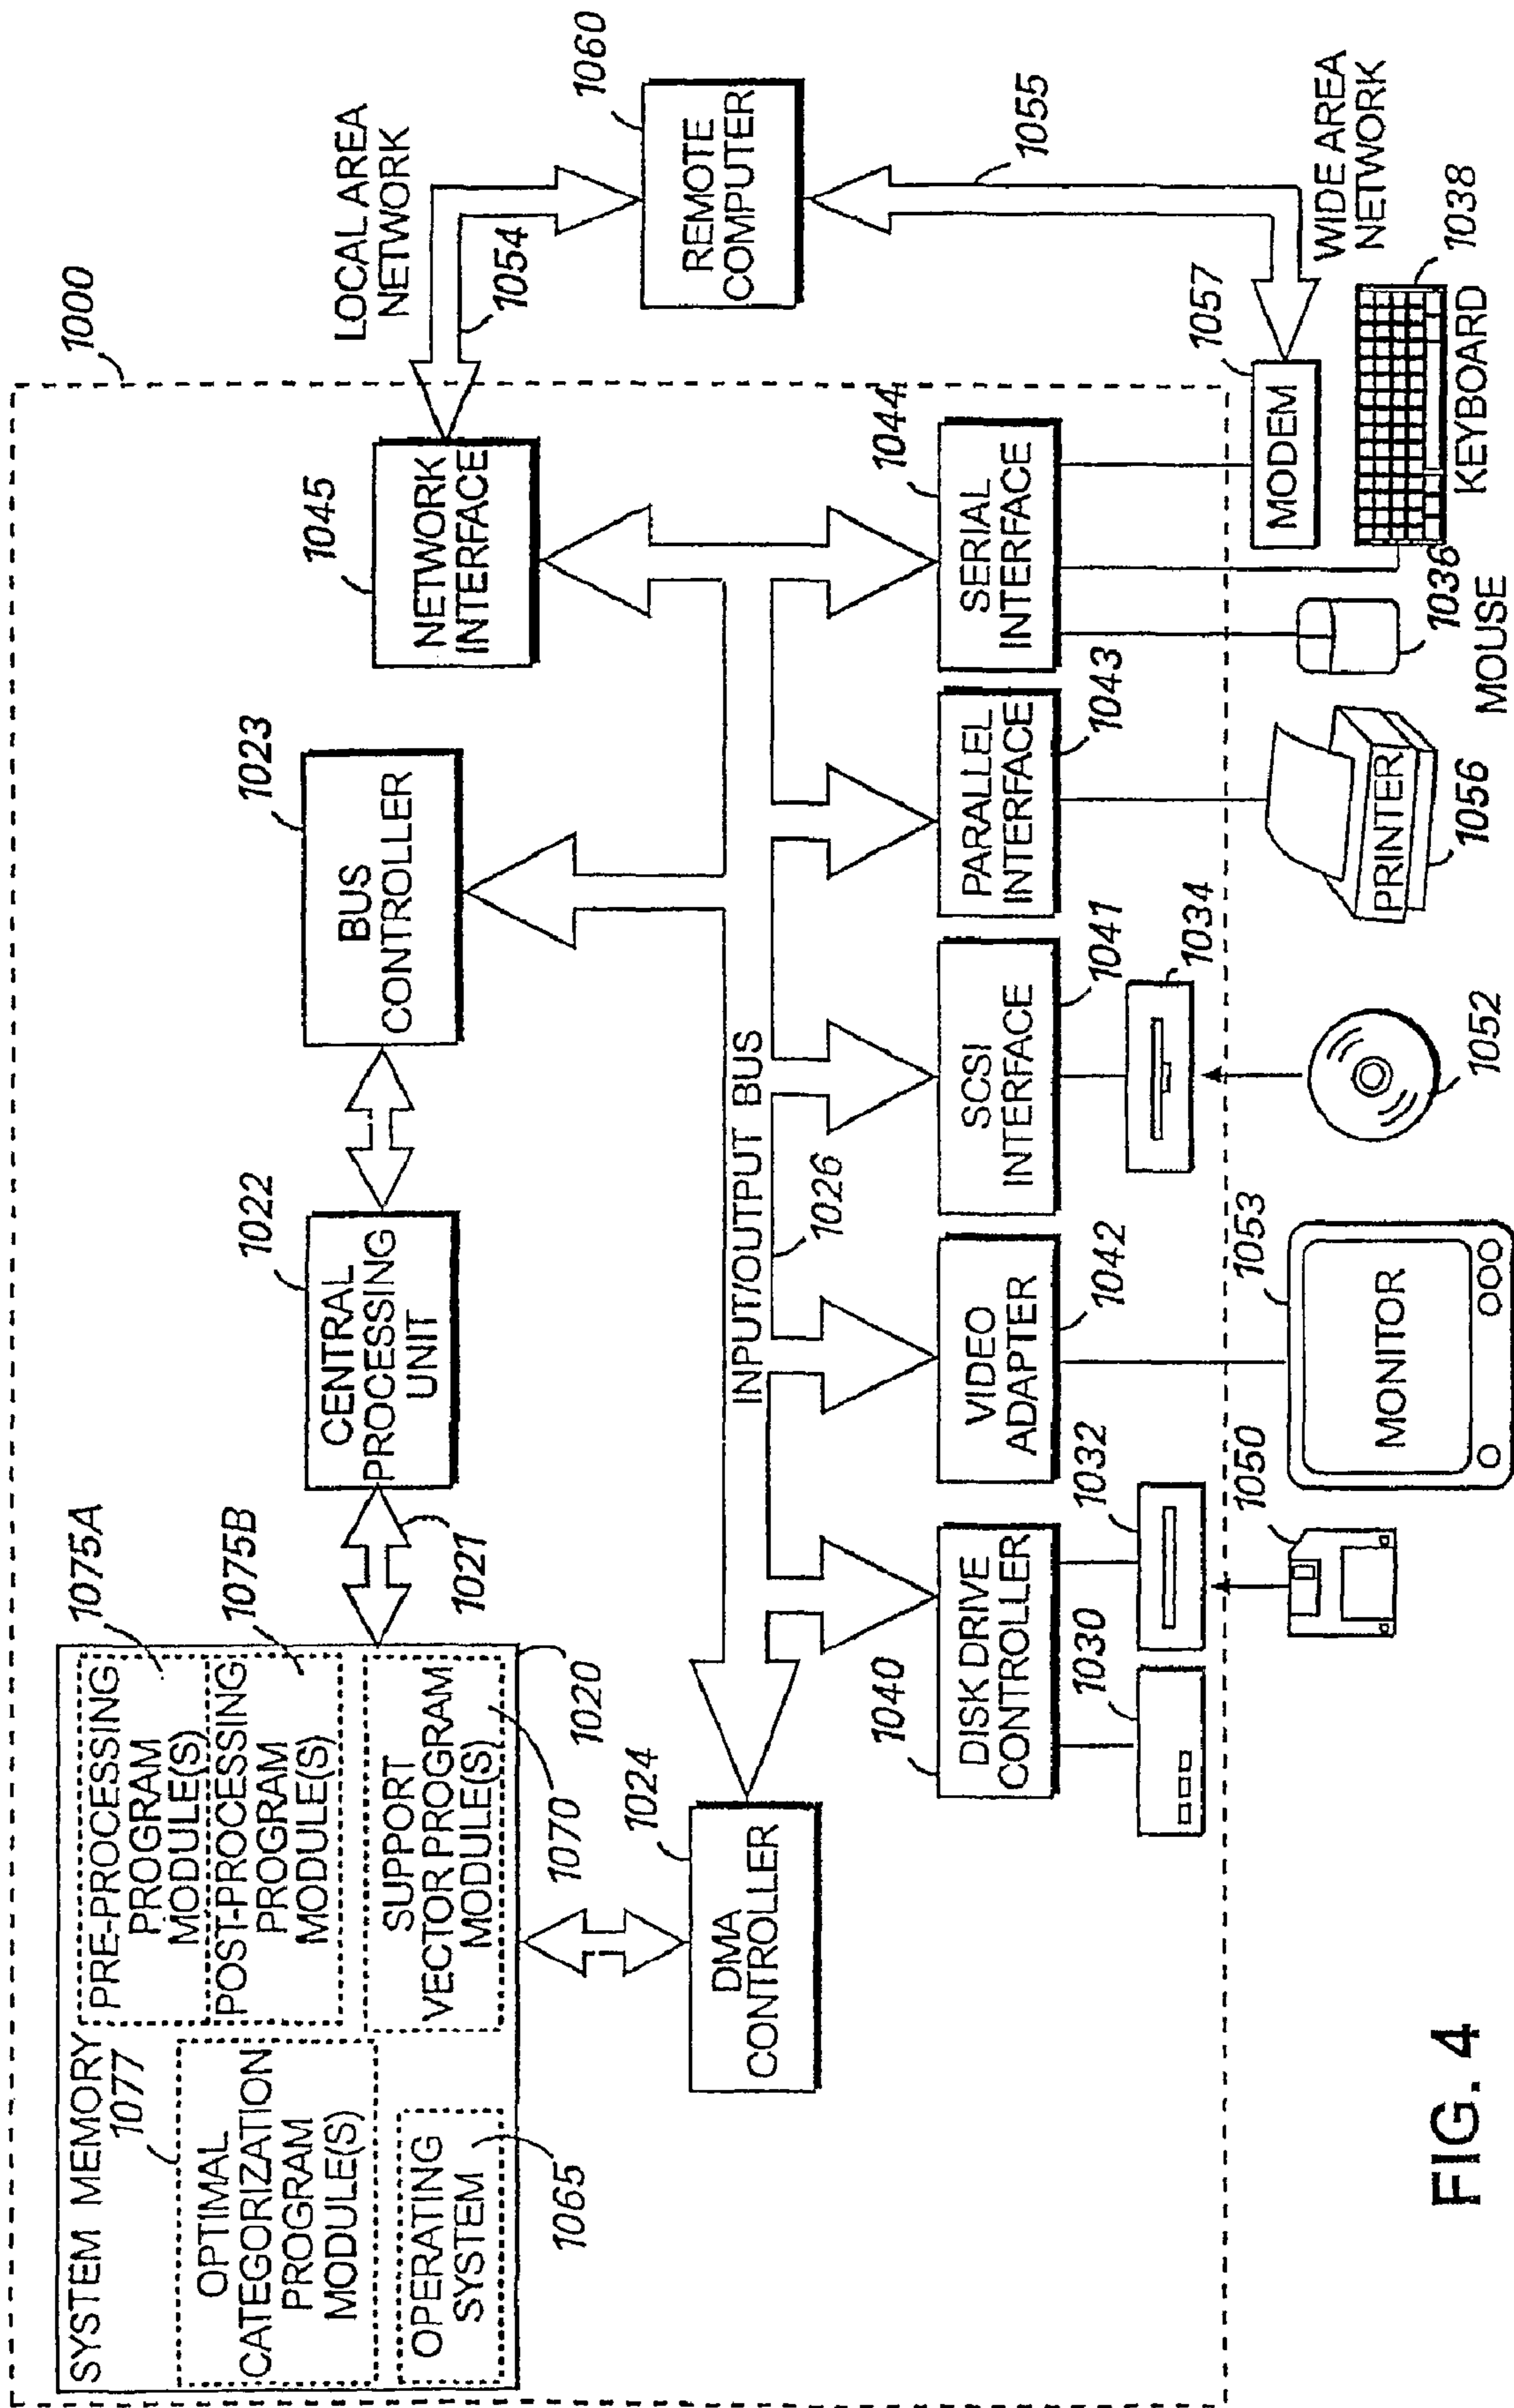 1000
SYSTEM MEMORY
1077
OPTIMAL
CATEGORIZATION
PROGRAM
MODULE(S)
OPERATING
SYSTEM
1065
PRE-PROCESSING
PROGRAM
MODULE(S)
1075A
POST-PROCESSING
PROGRAM
MODULE(S)
1075B
SUPPORT
VECTOR PROGRAM
MODULE(S)
1070
1020
1021
CENTRAL
PROCESSING
UNIT
1022
BUS
CONTROLLER
1023
NETWORK
INTERFACE
1045
LOCAL AREA
NETWORK
1054
REMOTE
COMPUTER
1060
1055
WIDE AREA
NETWORK
DMA
CONTROLLER
1024
INPUT/OUTPUT BUS
1026
DISK DRIVE
CONTROLLER
1040
VIDEO
ADAPTER
1042
SCSI
INTERFACE
1041
PARALLEL
INTERFACE
1043
SERIAL
INTERFACE
1044
1030
1032
1034
MODEM
1057
1050
MONITOR
1053
1052
PRINTER
1056
MOUSE
1036
KEYBOARD
1038
FIG. 4